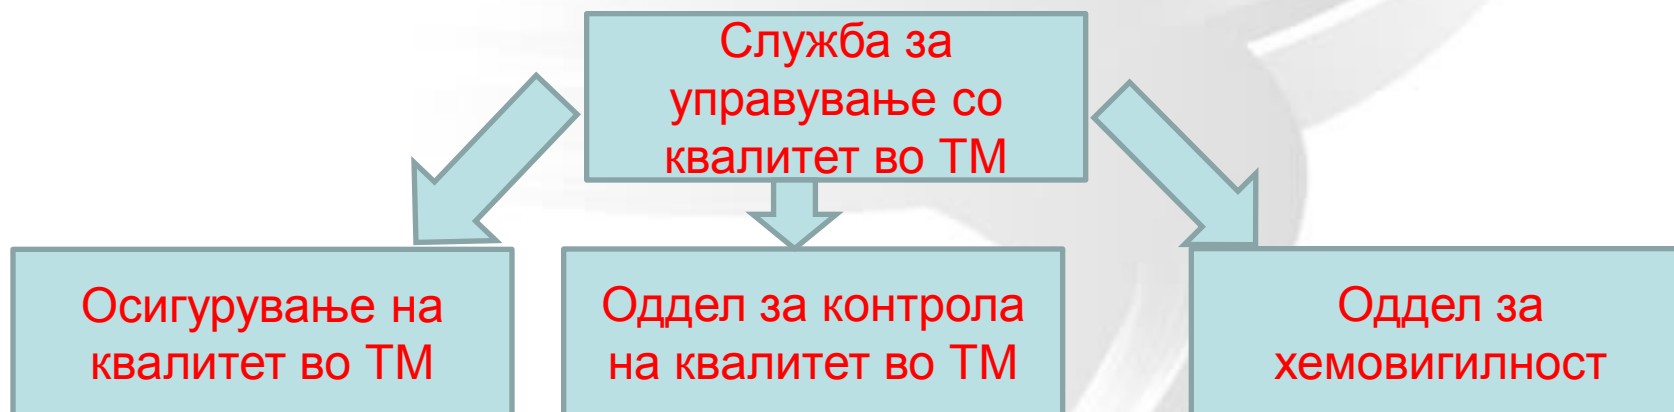 Служба за
управување со
квалитет во ТМ
Осигурување на
квалитет во ТМ
Оддел за контрола
на квалитет во ТМ
Оддел за
хемовигилност